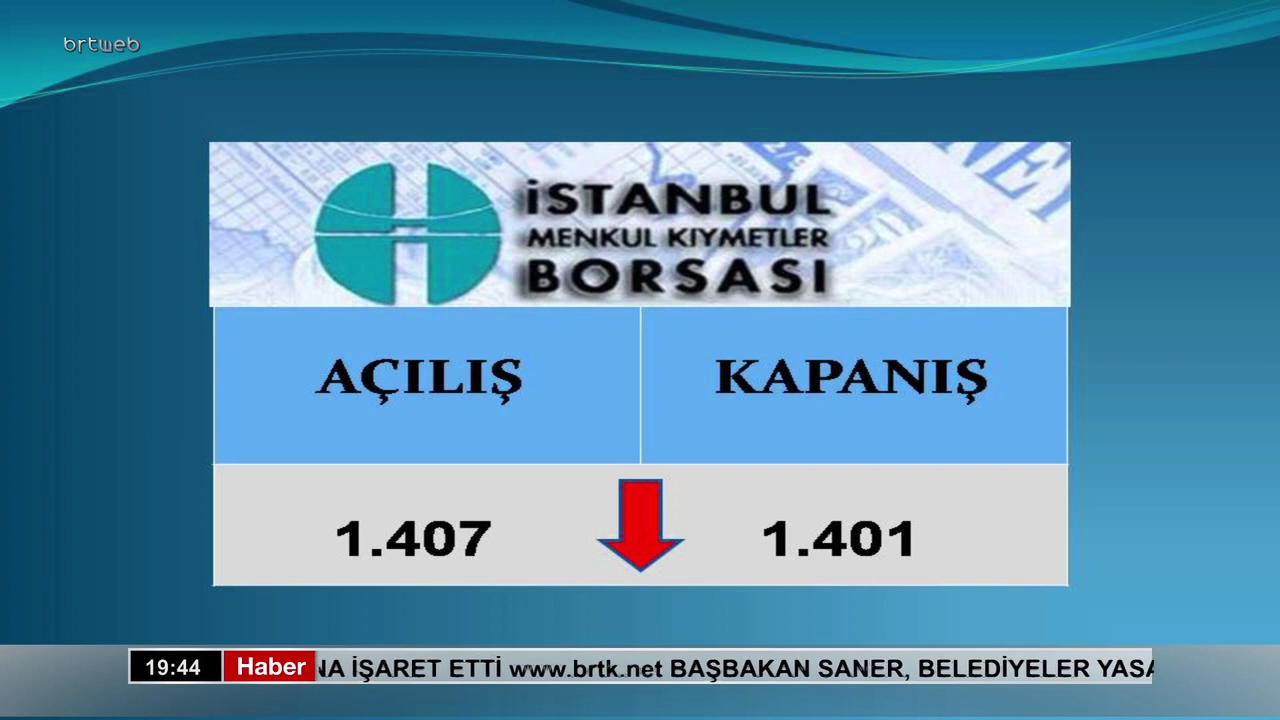 brtweb
İSTANBUL
MENKUL KIYMETLER
BORSASI
AÇILIŞ
KAPANIŞ
1.407
1.401
19:44
Haber
NA İŞARET ETTİ www.brtk.net BAŞBAKAN SANER, BELEDİYELER YASA